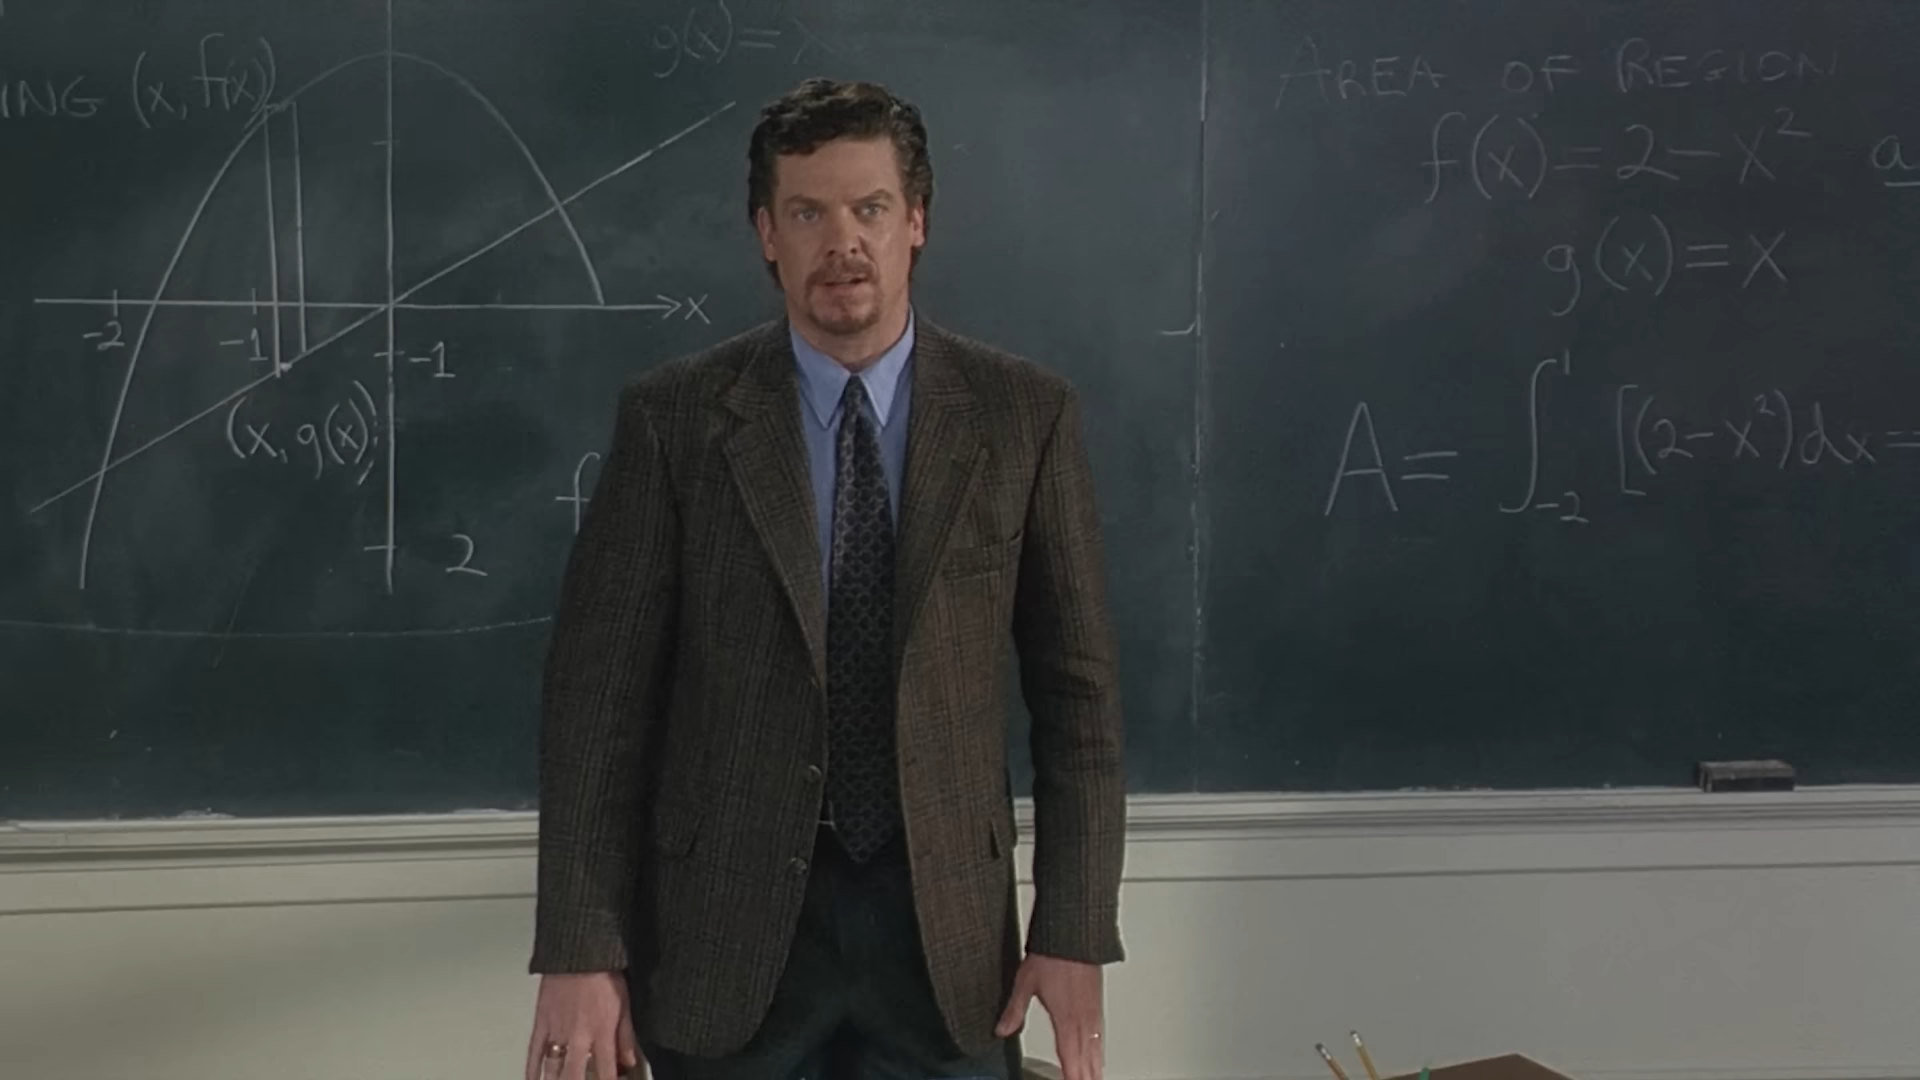 g(x)=x
ING (x, f(x))
x
-2
-1
-1
(x, g(x))
f
2
AREA OF REGION
f(x)=2-x² a
g(x)=x
A= ∫₋₂¹ [(2-x²)dx=